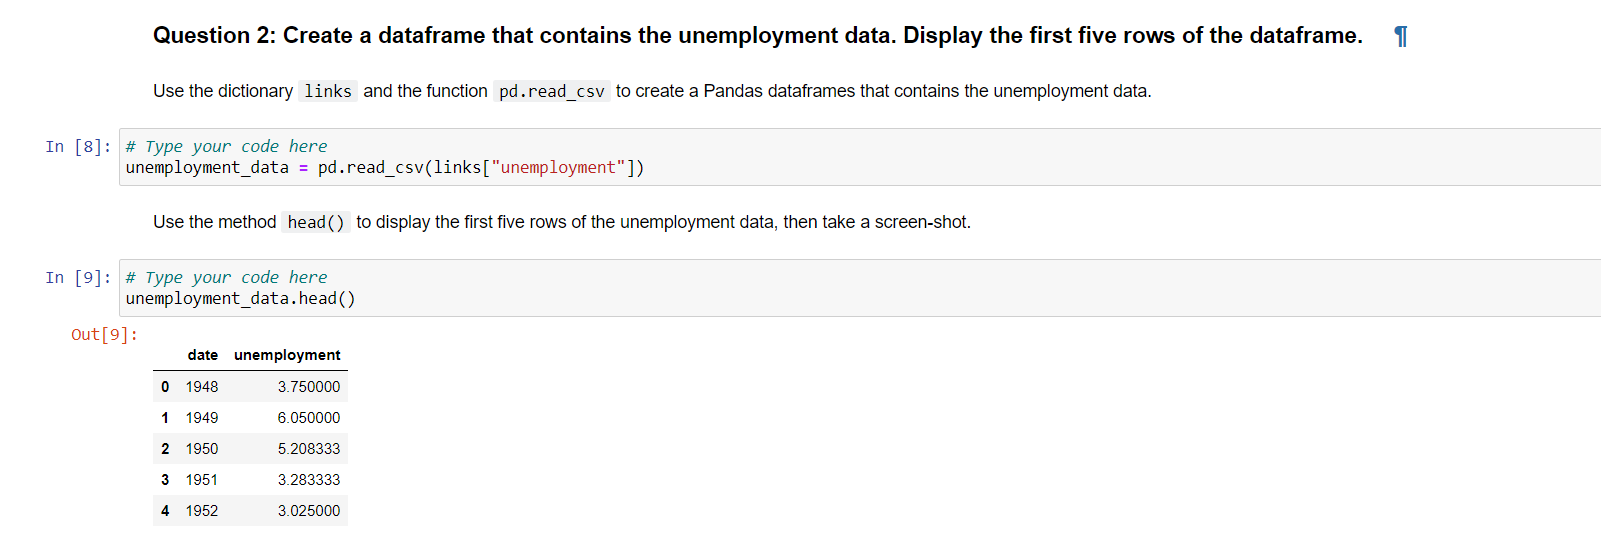 Question 2: Create a dataframe that contains the unemployment data. Display the first five rows of the dataframe. ¶
Use the dictionary links and the function pd.read_csv to create a Pandas dataframes that contains the unemployment data.
In [8]: # Type your code here
unemployment_data = pd.read_csv(links["unemployment"])
Use the method head() to display the first five rows of the unemployment data, then take a screen-shot.
In [9]: # Type your code here
unemployment_data.head()
Out[9]:
date unemployment
0 1948 3.750000
1 1949 6.050000
2 1950 5.208333
3 1951 3.283333
4 1952 3.025000